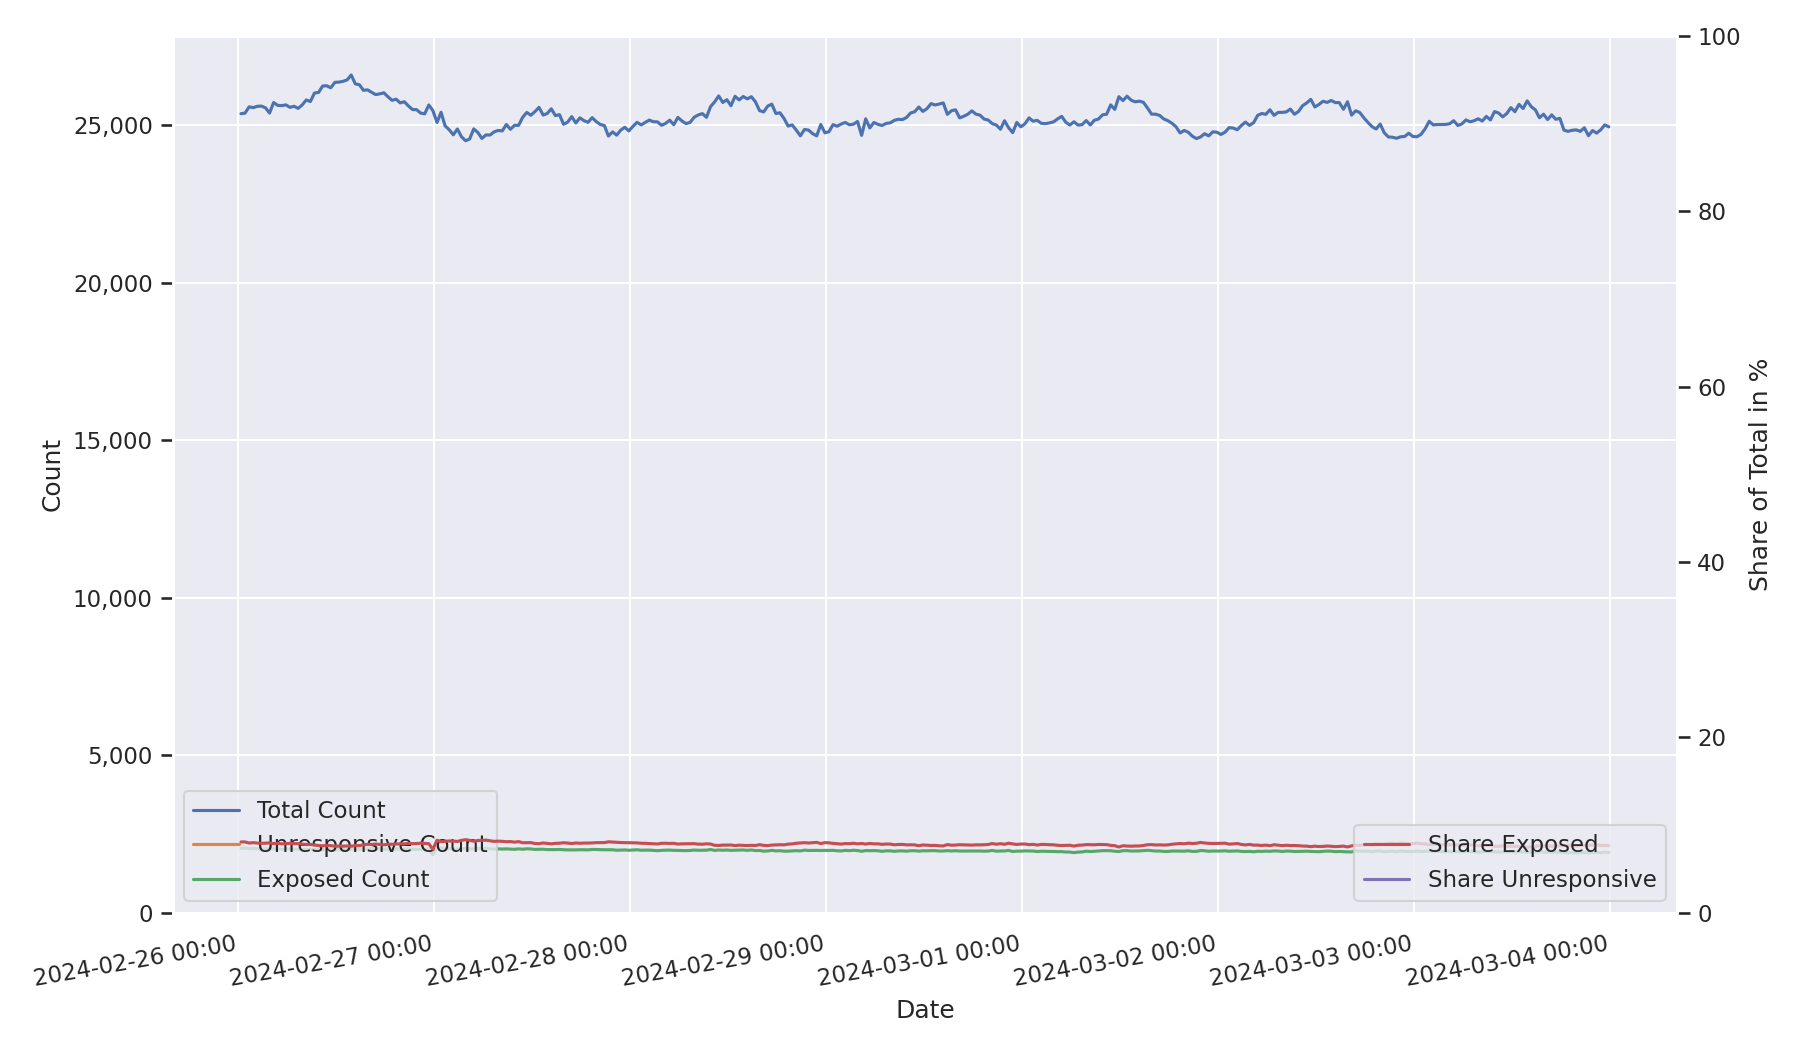 100
25,000
80
20,000
60
Count
15,000
Share of Total in %
40
10,000
20
5,000
Total Count
Unresponsive Count
Exposed Count
Share Exposed
Share Unresponsive
0
0
2024-02-26 00:00
2024-02-27 00:00
2024-02-28 00:00
2024-02-29 00:00
2024-03-01 00:00
2024-03-02 00:00
2024-03-03 00:00
2024-03-04 00:00
Date